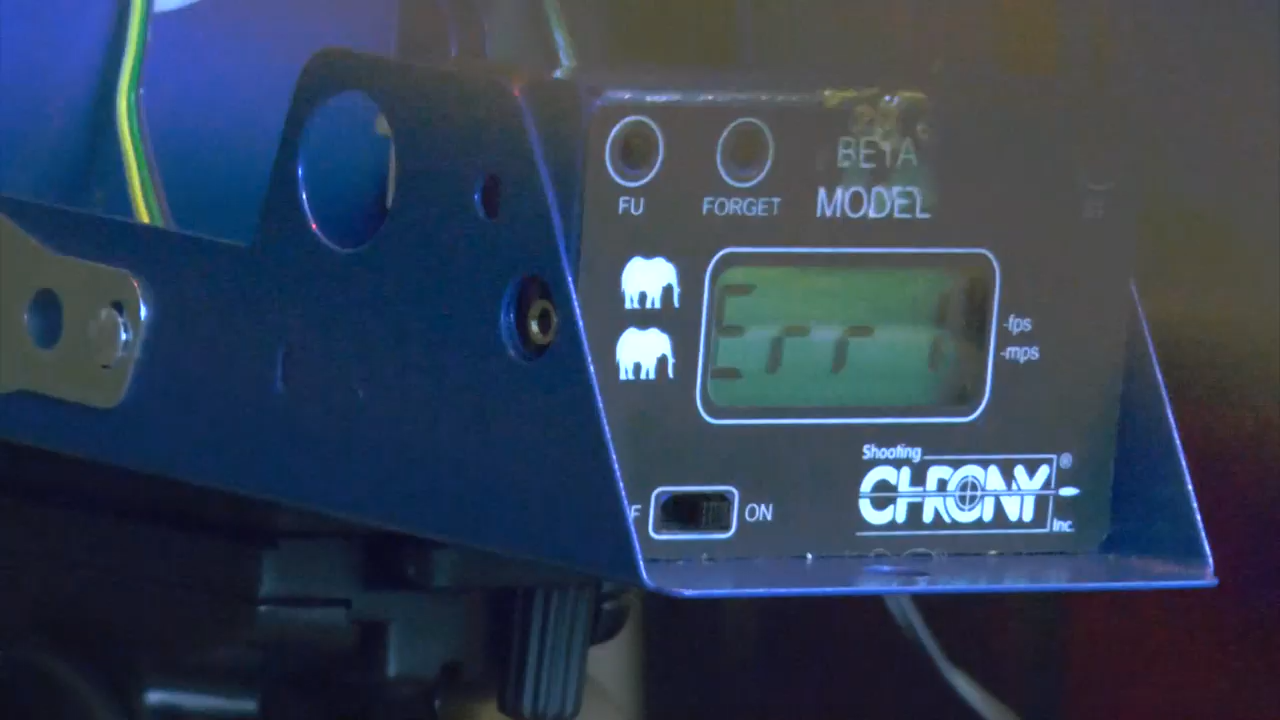 BETA
FU FORGET MODEL
Err
-fps
-mps
Shooting
CHRONY®
Inc.
F ON